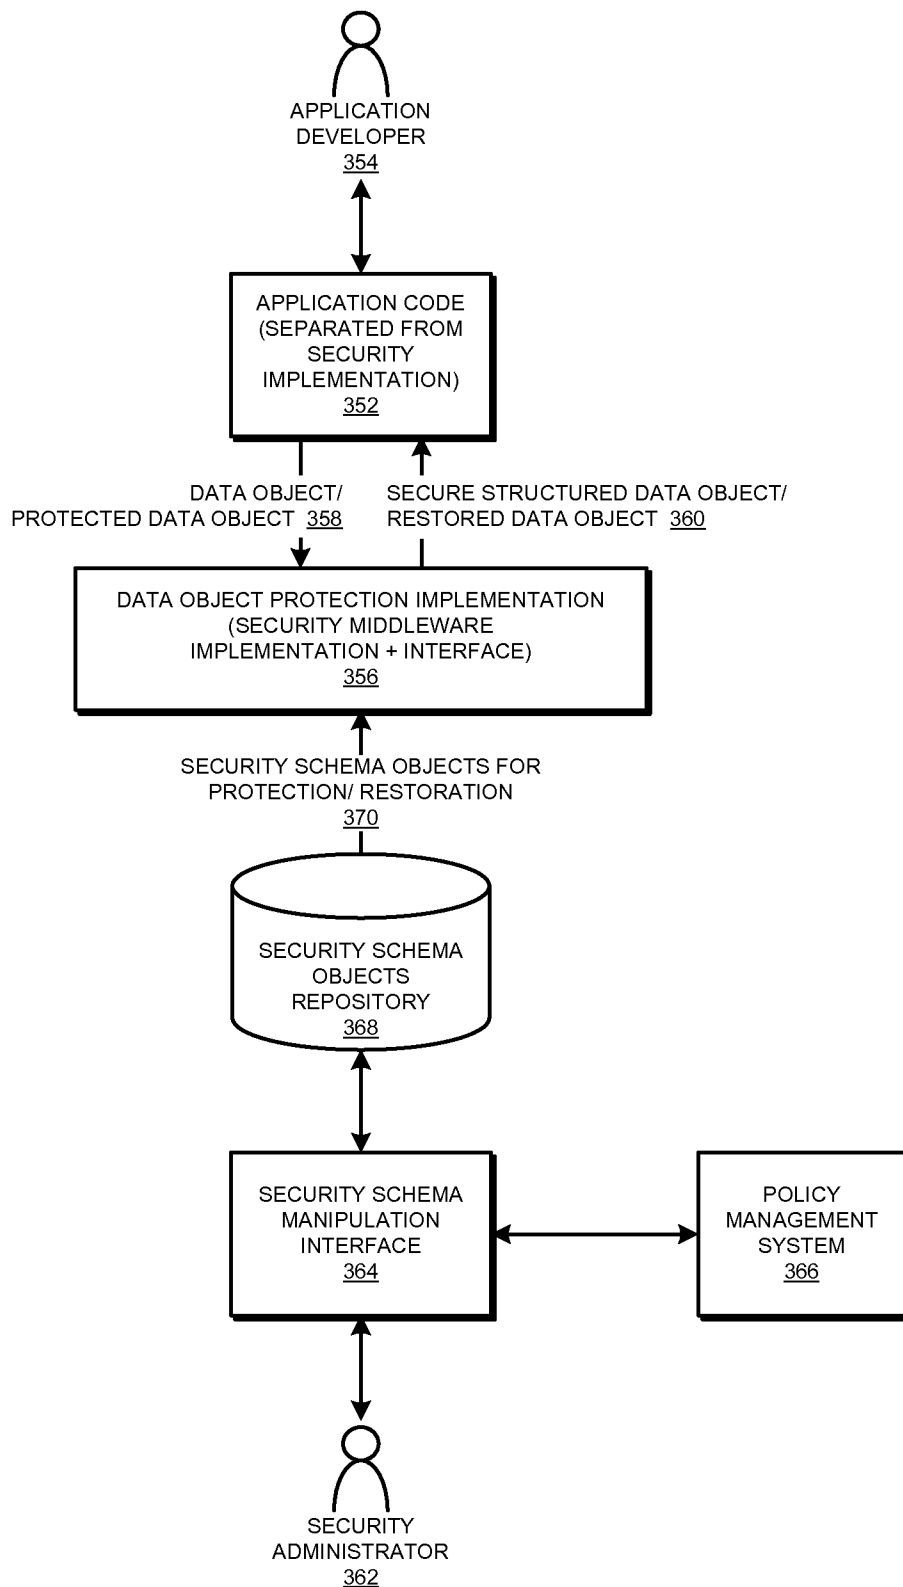 APPLICATION
DEVELOPER
354
APPLICATION CODE
(SEPARATED FROM
SECURITY
IMPLEMENTATION)
352
DATA OBJECT/
PROTECTED DATA OBJECT 358
SECURE STRUCTURED DATA OBJECT/
RESTORED DATA OBJECT 360
DATA OBJECT PROTECTION IMPLEMENTATION
(SECURITY MIDDLEWARE
IMPLEMENTATION + INTERFACE)
356
SECURITY SCHEMA OBJECTS FOR
PROTECTION/ RESTORATION
370
SECURITY SCHEMA
OBJECTS
REPOSITORY
368
SECURITY SCHEMA
MANIPULATION
INTERFACE
364
POLICY
MANAGEMENT
SYSTEM
366
SECURITY
ADMINISTRATOR
362